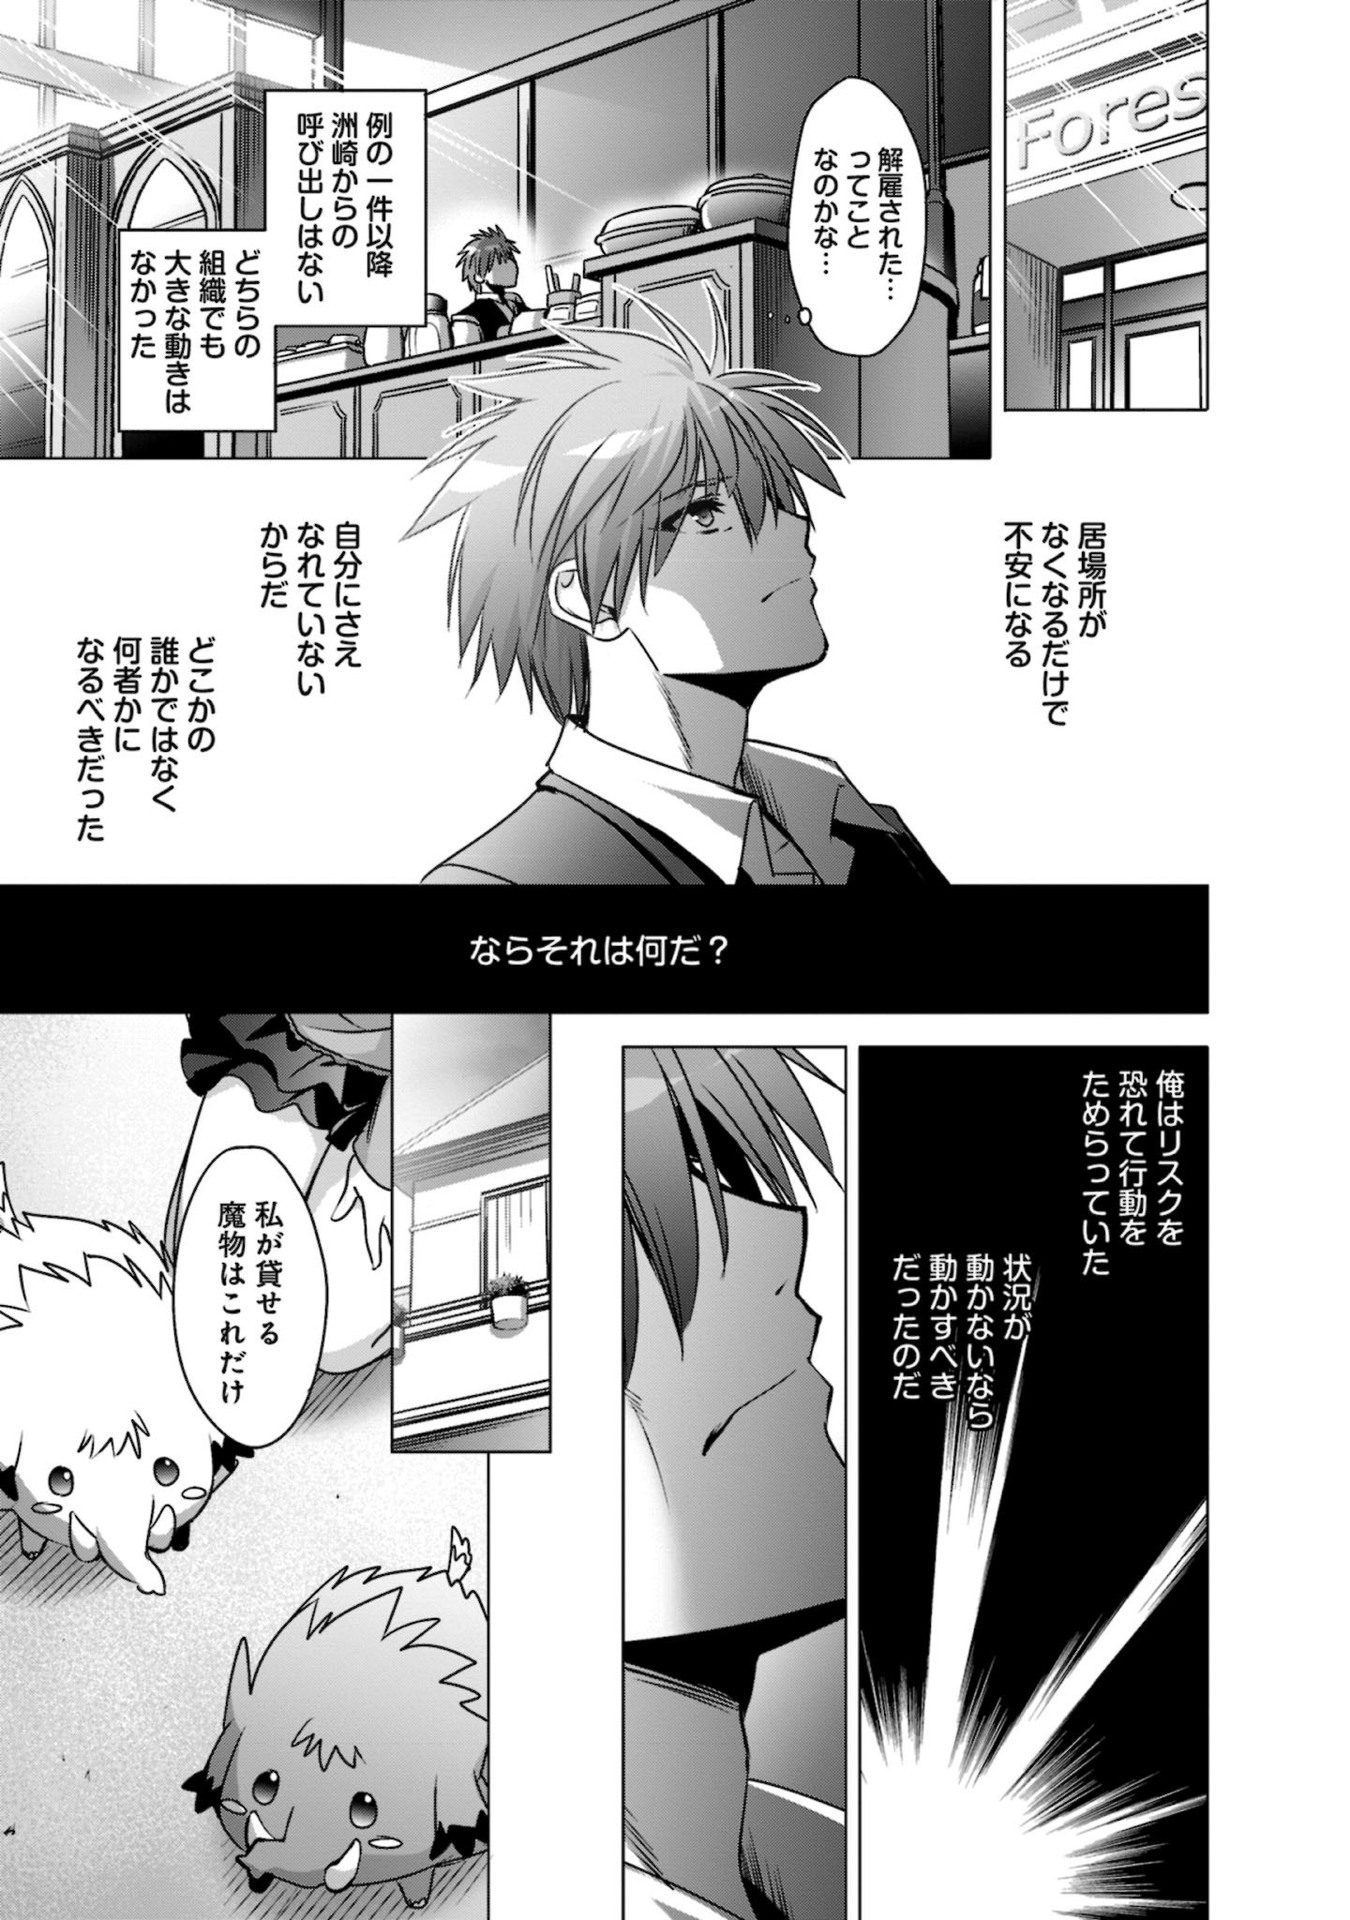 Fores
解雇された…
ってこと
なのかな…
例の一件以降
洲崎からの
呼び出しはない
どちらの
組織でも
大きな動きは
なかった
居場所が
なくなるだけで
不安になる
自分にさえ
なれていない
からだ
どこかの
誰かではなく
何者かに
なるべきだった
ならそれは何だ？
俺はリスクを
恐れて行動を
ためらっていた
状況が
動かないなら
動かすべき
だったのだ
私が貸せる
魔物はこれだけ